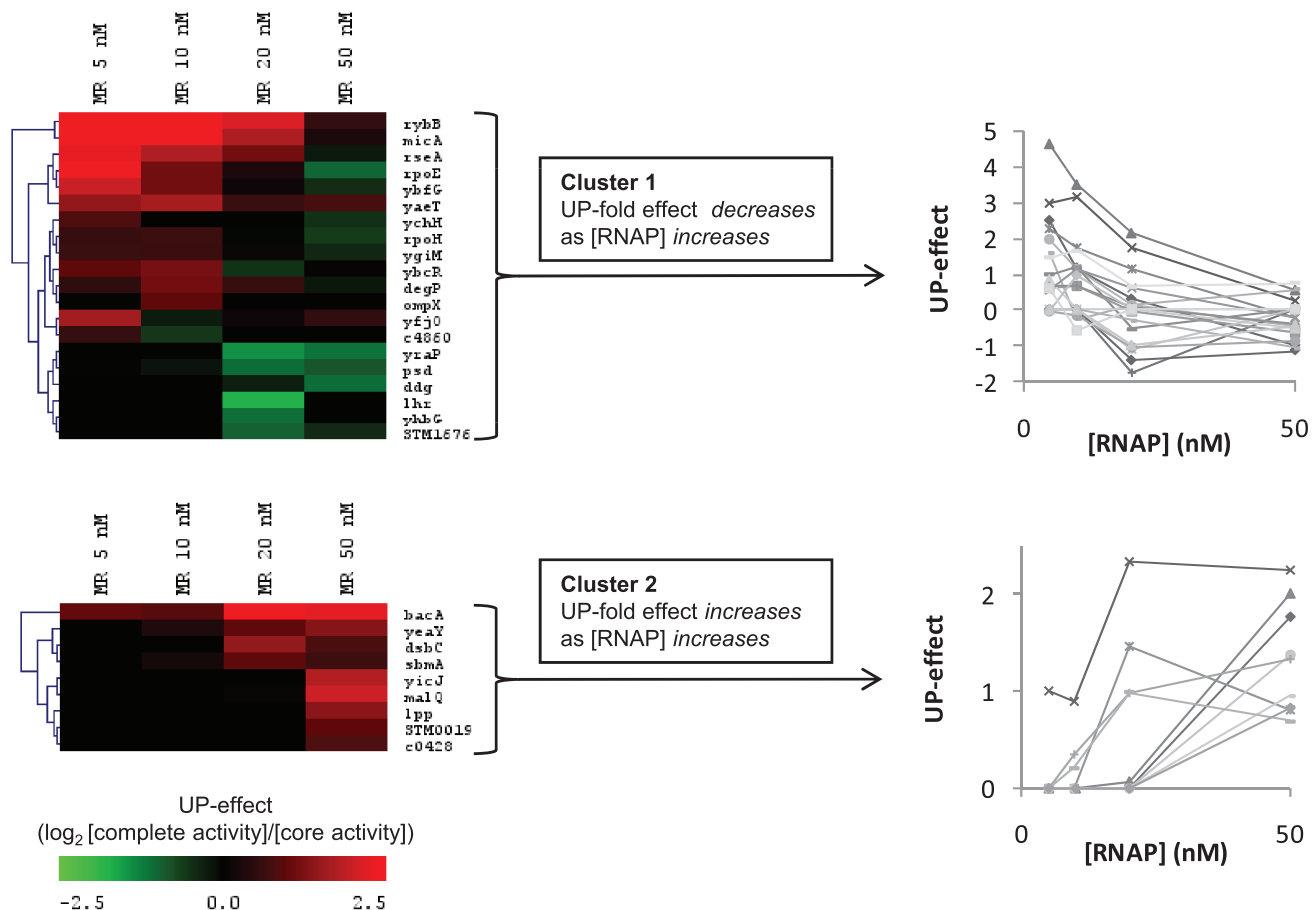 MR 5 nM
MR 10 nM
MR 20 nM
MR 50 nM
rybB
micA
rseA
rpoE
ybfG
yaeT
ychH
rpoH
ygiM
ybcR
degP
ompX
yfjO
c4860
yraP
psd
ddg
lhr
yhbG
STM1676
Cluster 1
UP-fold effect decreases
as [RNAP] increases
UP-effect
5
4
3
2
1
0
-1
-2
0
50
[RNAP] (nM)
MR 5 nM
MR 10 nM
MR 20 nM
MR 50 nM
bacA
yeaY
dsbC
sbmA
yicJ
malQ
lpp
STM0019
c0428
Cluster 2
UP-fold effect increases
as [RNAP] increases
UP-effect
2
1
0
0
50
[RNAP] (nM)
UP-effect
(log2 [complete activity]/[core activity])
-2.5
0.0
2.5